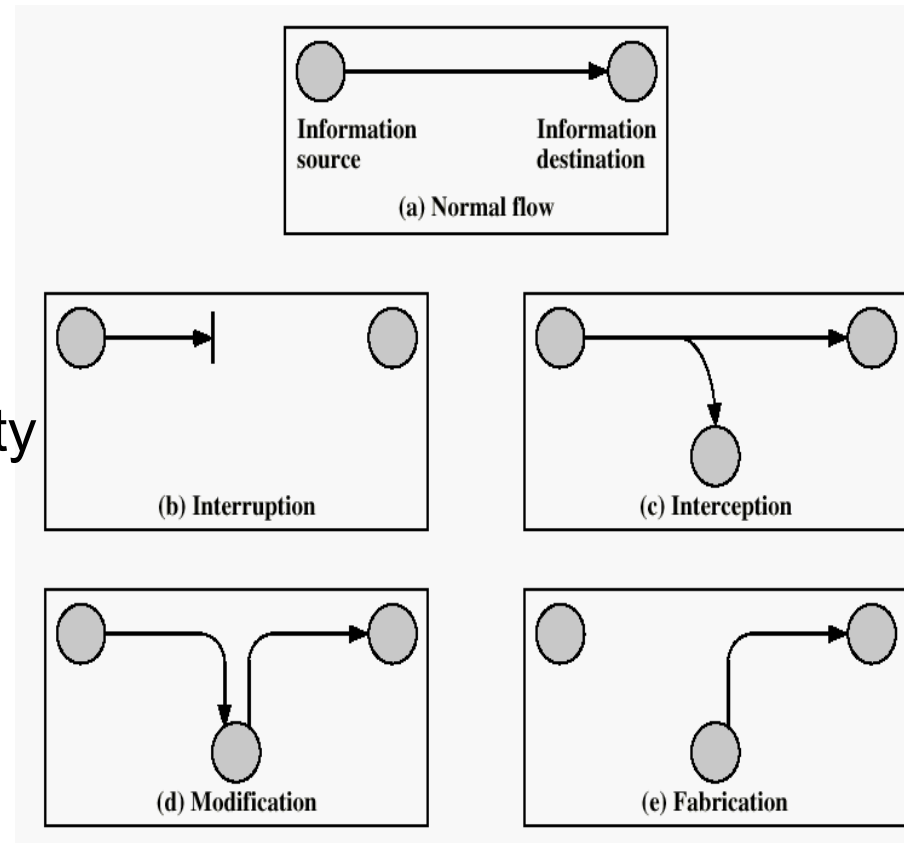 Information
source
Information
destination
(a) Normal flow
ty
(b) Interruption
(c) Interception
(d) Modification
(e) Fabrication